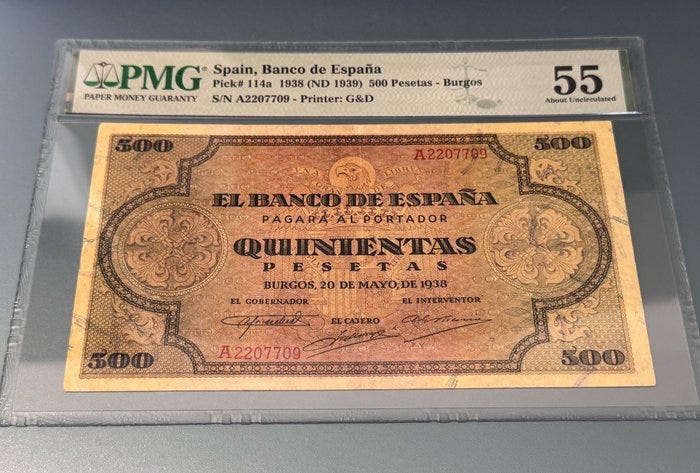 PMG
PAPER MONEY GUARANTY
Spain, Banco de España
Pick# 114a 1938 (ND 1939) 500 Pesetas - Burgos
S/N A2207709 - Printer: G&D
55
About Uncirculated
500
A2207709
500
EL BANCO DE ESPAÑA
PAGARÁ AL PORTADOR
QUINIENTAS
PESETAS
BURGOS, 20 DE MAYO, DE 1938
EL GOBERNADOR
EL INTERVENTOR
EL CAJERO
500
A2207709
500